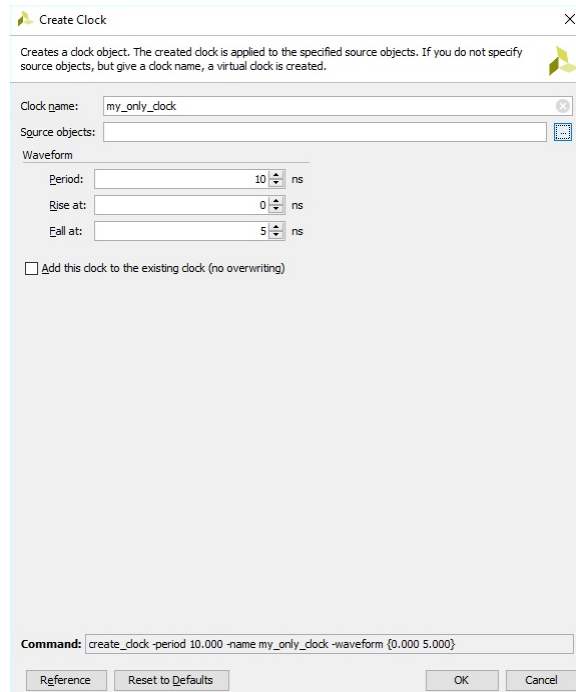 Create Clock
Creates a clock object. The created clock is applied to the specified source objects. If you do not specify
source objects, but give a clock name, a virtual clock is created.
Clock name: my_only_clock
Source objects: ...
Waveform
Period: 10 ns
Rise at: 0 ns
Fall at: 5 ns
Add this clock to the existing clock (no overwriting)
Command: create_clock -period 10.000 -name my_only_clock -waveform {0.000 5.000}
Reference Reset to Defaults OK Cancel